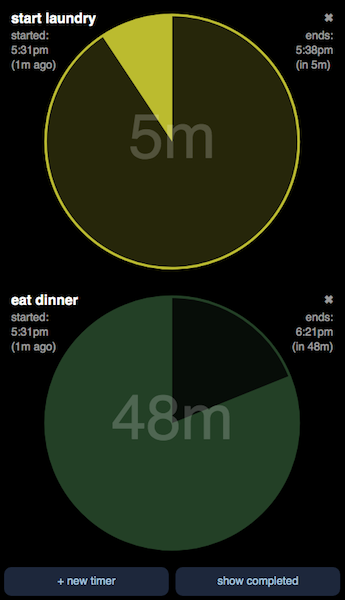 start laundry
✖
started:
5:31pm
(1m ago)
ends:
5:38pm
(in 5m)
5m
eat dinner
✖
started:
5:31pm
(1m ago)
ends:
6:21pm
(in 48m)
48m
+ new timer
show completed